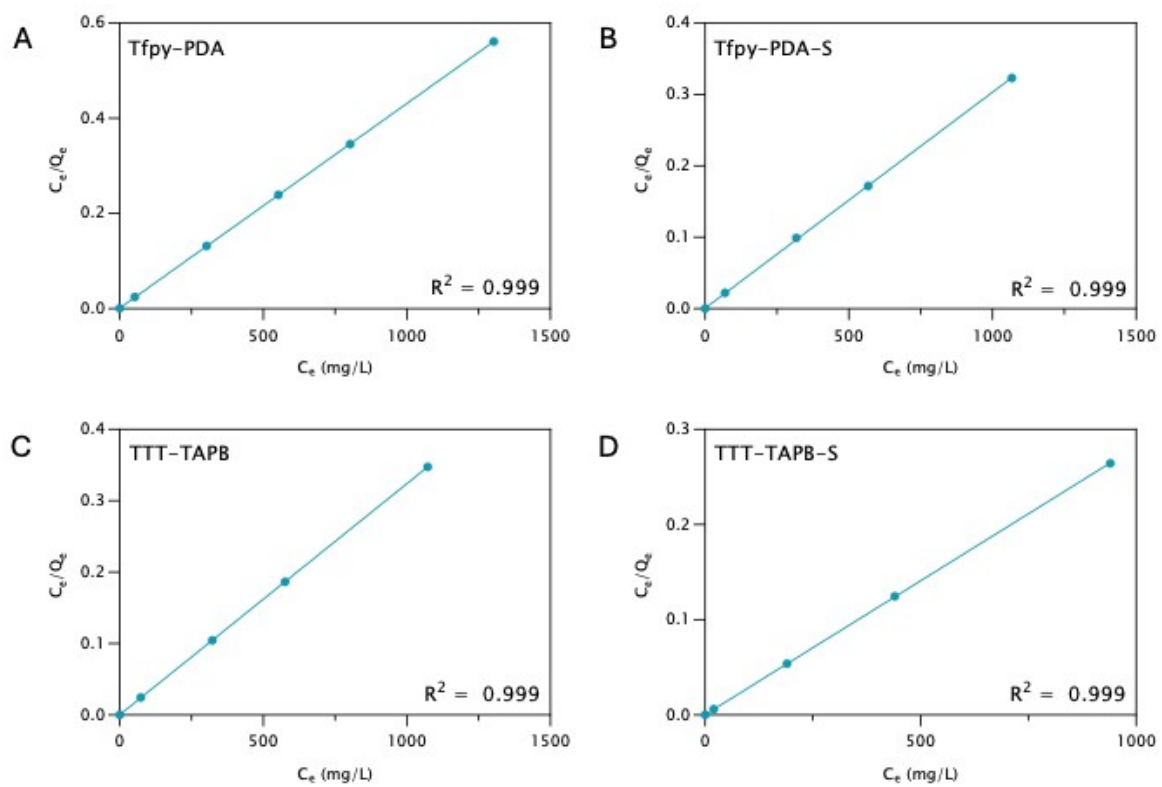 A
Tfpy-PDA
0.6
0.4
0.2
0.0
Cₑ/Qₑ
R² = 0.999
0 500 1000 1500
Cₑ (mg/L)
B
Tfpy-PDA-S
0.4
0.3
0.2
0.1
0.0
Cₑ/Qₑ
R² = 0.999
0 500 1000 1500
Cₑ (mg/L)
C
TTT-TAPB
0.4
0.3
0.2
0.1
0.0
Cₑ/Qₑ
R² = 0.999
0 500 1000 1500
Cₑ (mg/L)
D
TTT-TAPB-S
0.3
0.2
0.1
0.0
Cₑ/Qₑ
R² = 0.999
0 500 1000
Cₑ (mg/L)